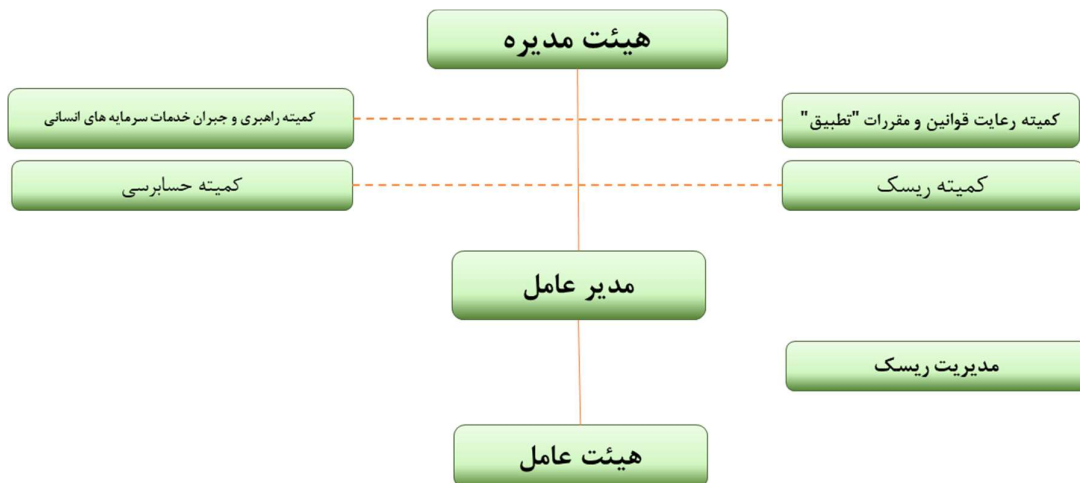 هیئت مدیره
کمیته رعایت قوانین و مقررات "تطبیق"
کمیته راهبری و جبران خدمات سرمایه های انسانی
کمیته ریسک
کمیته حسابرسی
مدیر عامل
مدیریت ریسک
هیئت عامل